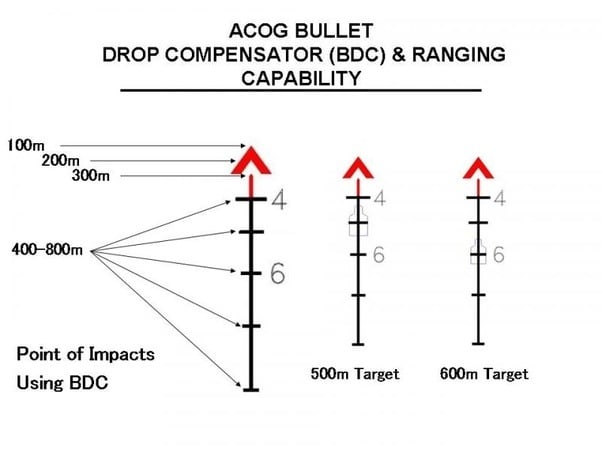 ACOG BULLET
DROP COMPENSATOR (BDC) & RANGING
CAPABILITY
100m
200m
300m
4
400-800m
6
Point of Impacts
Using BDC
4
6
500m Target
4
6
600m Target